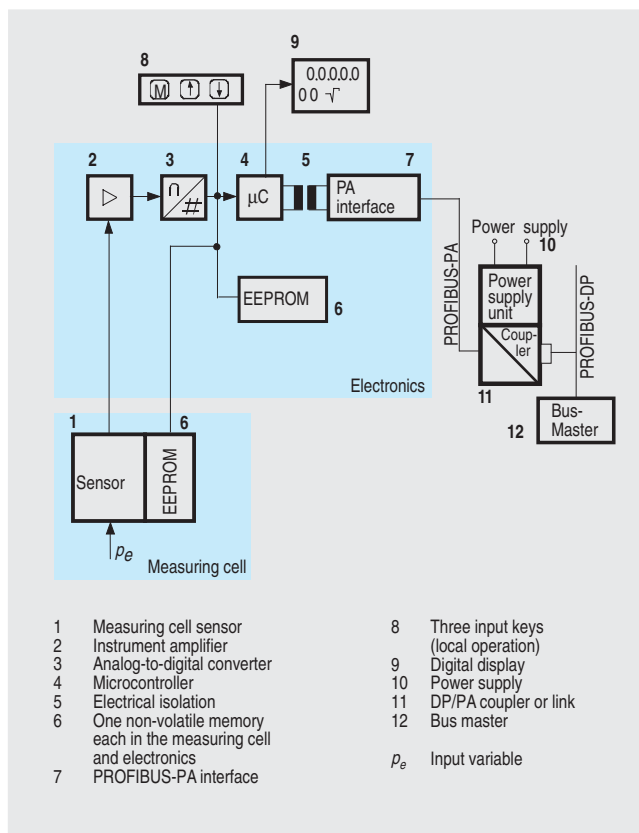 8
9
M ↑ ↓
0.0.0.0.0
0 0 √
2
3
4
5
7
▷
∩ / #
µC
PA
interface
Power supply
10
EEPROM
6
PROFIBUS-PA
Power
supply
unit
Coup-
ler
PROFIBUS-DP
Electronics
11
12
Bus-
Master
1
6
Sensor
EEPROM
pe
Measuring cell
1 Measuring cell sensor
2 Instrument amplifier
3 Analog-to-digital converter
4 Microcontroller
5 Electrical isolation
6 One non-volatile memory
each in the measuring cell
and electronics
7 PROFIBUS-PA interface
8 Three input keys
(local operation)
9 Digital display
10 Power supply
11 DP/PA coupler or link
12 Bus master
pe Input variable